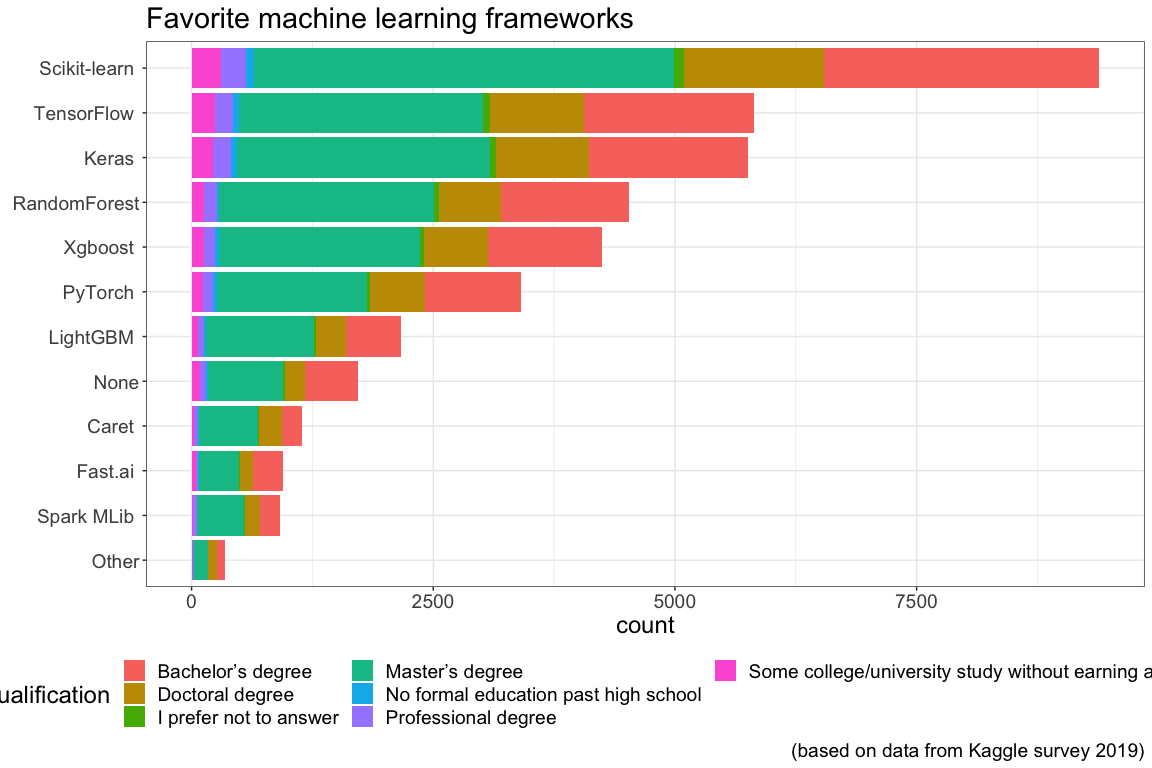 Favorite machine learning frameworks
Scikit-learn
TensorFlow
Keras
RandomForest
Xgboost
PyTorch
LightGBM
None
Caret
Fast.ai
Spark MLib
Other
0 2500 5000 7500
count
ualification
Bachelor’s degree
Doctoral degree
I prefer not to answer
Master’s degree
No formal education past high school
Professional degree
Some college/university study without earning a
(based on data from Kaggle survey 2019)